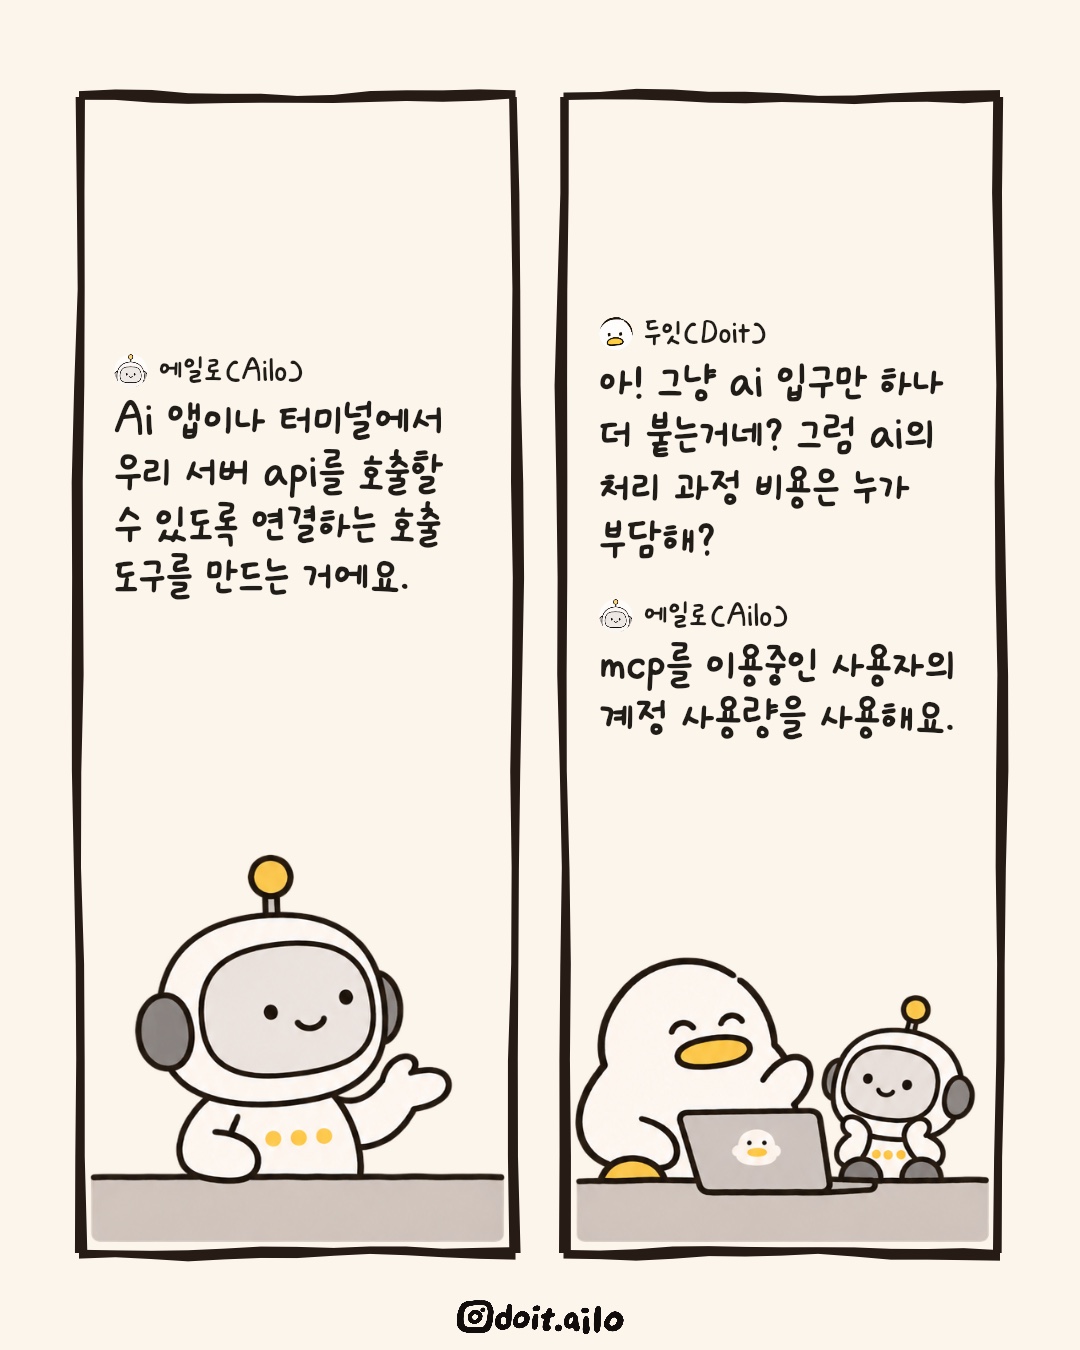 에일로(Ailo)
Ai 앱이나 터미널에서
우리 서버 api를 호출할
수 있도록 연결하는 호출
도구를 만드는 거에요.
두잇(Doit)
아! 그냥 ai 입구만 하나
더 붙는거네? 그럼 ai의
처리 과정 비용은 누가
부담해?
에일로(Ailo)
mcp를 이용중인 사용자의
계정 사용량을 사용해요.
doit.ailo